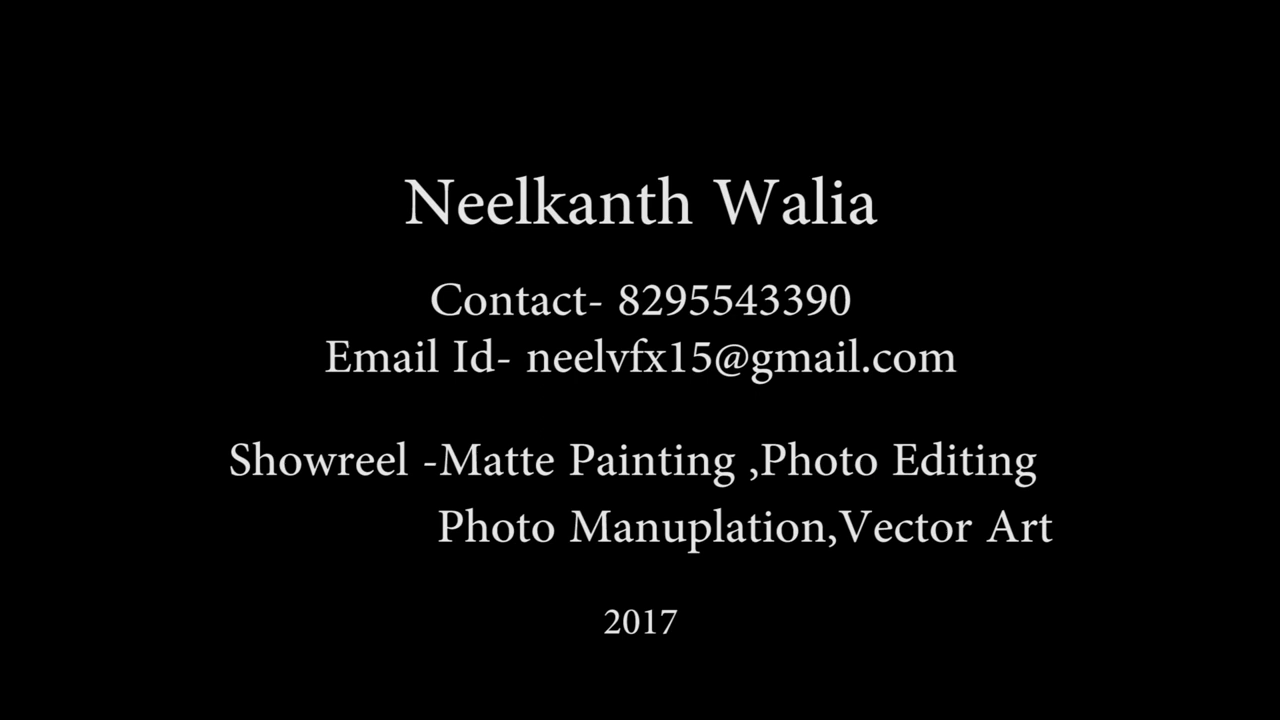 Neelkanth Walia
Contact- 8295543390
Email Id- neelvfx15@gmail.com
Showreel -Matte Painting ,Photo Editing
Photo Manuplation,Vector Art
2017